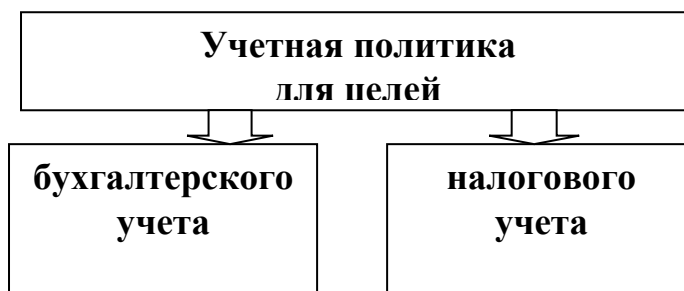 Учетная политика
для целей
бухгалтерского
учета
налогового
учета